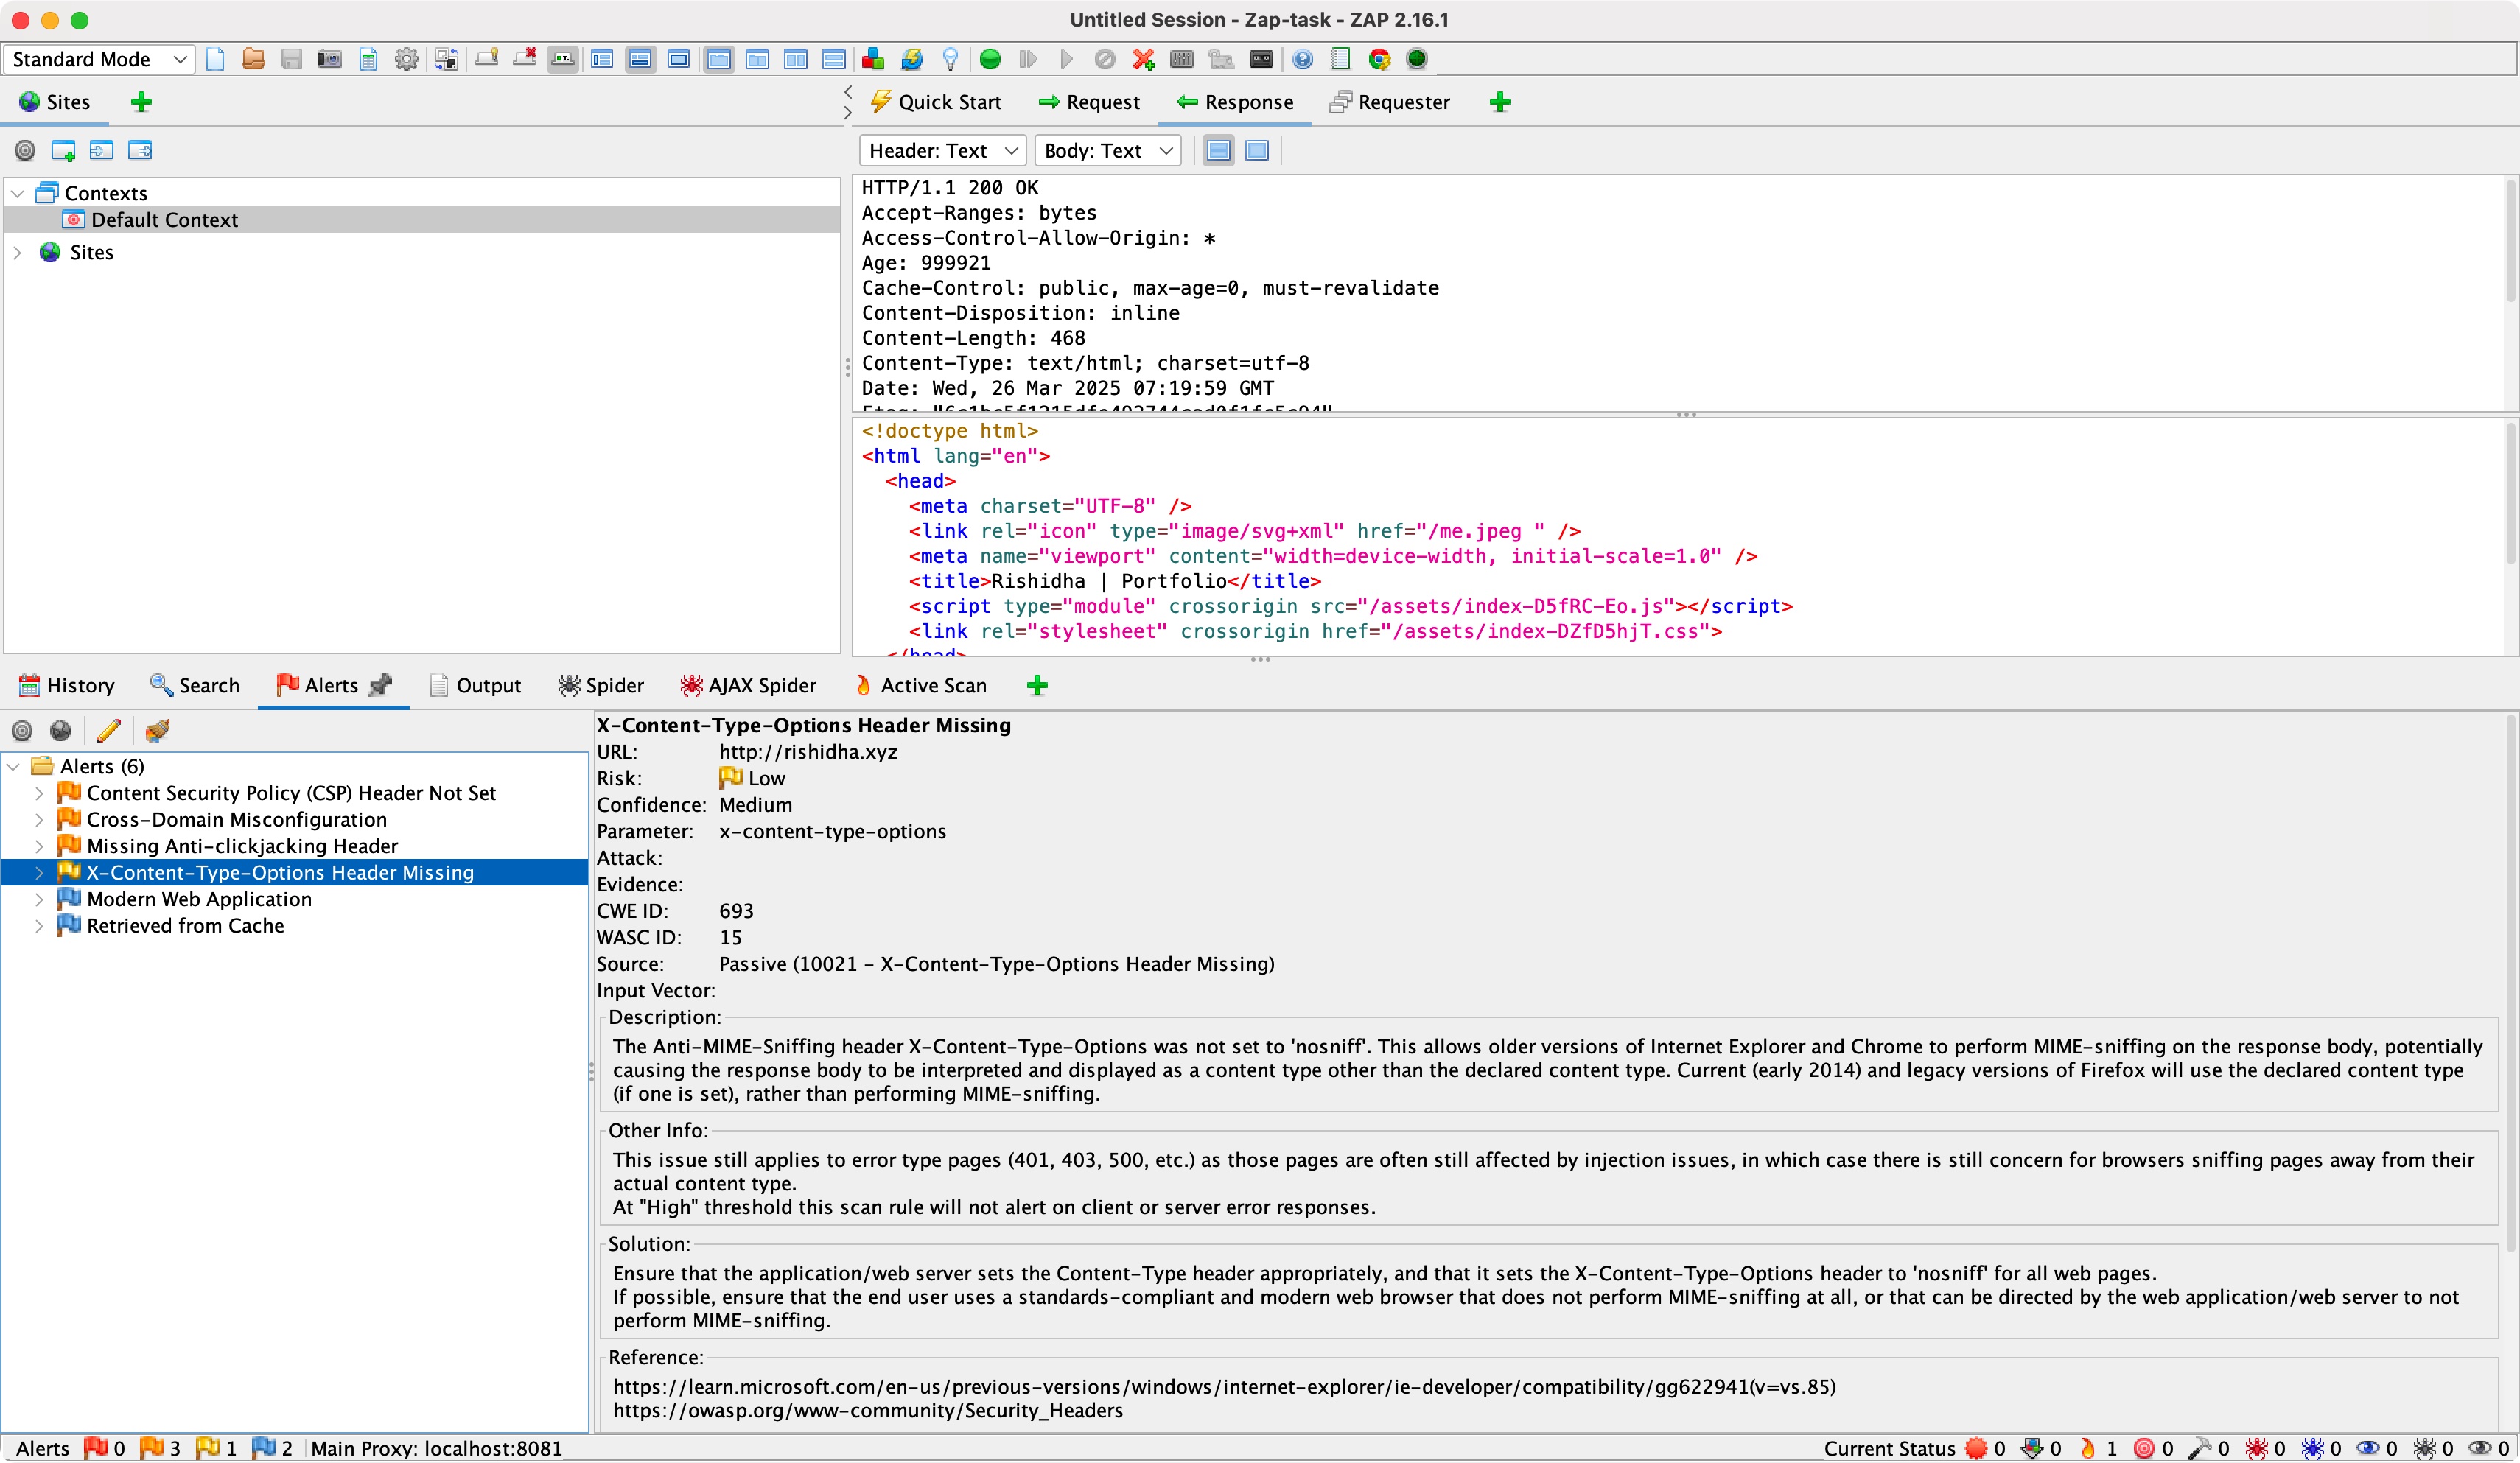 Untitled Session - Zap-task - ZAP 2.16.1
Standard Mode
Sites
Quick Start
Request
Response
Requester
Header: Text
Body: Text
Contexts
Default Context
Sites
HTTP/1.1 200 OK
Accept-Ranges: bytes
Access-Control-Allow-Origin: *
Age: 999921
Cache-Control: public, max-age=0, must-revalidate
Content-Disposition: inline
Content-Length: 468
Content-Type: text/html; charset=utf-8
Date: Wed, 26 Mar 2025 07:19:59 GMT
<!doctype html>
<html lang="en">
<head>
<meta charset="UTF-8" />
<link rel="icon" type="image/svg+xml" href="/me.jpeg " />
<meta name="viewport" content="width=device-width, initial-scale=1.0" />
<title>Rishidha | Portfolio</title>
<script type="module" crossorigin src="/assets/index-D5fRC-Eo.js"></script>
<link rel="stylesheet" crossorigin href="/assets/index-DZfD5hjT.css">
</head>
History
Search
Alerts
Output
Spider
AJAX Spider
Active Scan
Alerts (6)
Content Security Policy (CSP) Header Not Set
Cross-Domain Misconfiguration
Missing Anti-clickjacking Header
X-Content-Type-Options Header Missing
Modern Web Application
Retrieved from Cache
X-Content-Type-Options Header Missing
URL: http://rishidha.xyz
Risk: Low
Confidence: Medium
Parameter: x-content-type-options
Attack:
Evidence:
CWE ID: 693
WASC ID: 15
Source: Passive (10021 - X-Content-Type-Options Header Missing)
Input Vector:
Description:
The Anti-MIME-Sniffing header X-Content-Type-Options was not set to 'nosniff'. This allows older versions of Internet Explorer and Chrome to perform MIME-sniffing on the response body, potentially
causing the response body to be interpreted and displayed as a content type other than the declared content type. Current (early 2014) and legacy versions of Firefox will use the declared content type
(if one is set), rather than performing MIME-sniffing.
Other Info:
This issue still applies to error type pages (401, 403, 500, etc.) as those pages are often still affected by injection issues, in which case there is still concern for browsers sniffing pages away from their
actual content type.
At "High" threshold this scan rule will not alert on client or server error responses.
Solution:
Ensure that the application/web server sets the Content-Type header appropriately, and that it sets the X-Content-Type-Options header to 'nosniff' for all web pages.
If possible, ensure that the end user uses a standards-compliant and modern web browser that does not perform MIME-sniffing at all, or that can be directed by the web application/web server to not
perform MIME-sniffing.
Reference:
https://learn.microsoft.com/en-us/previous-versions/windows/internet-explorer/ie-developer/compatibility/gg622941(v=vs.85)
https://owasp.org/www-community/Security_Headers
Alerts 0 3 1 2 Main Proxy: localhost:8081
Current Status 0 0 1 0 0 0 0 0 0 0